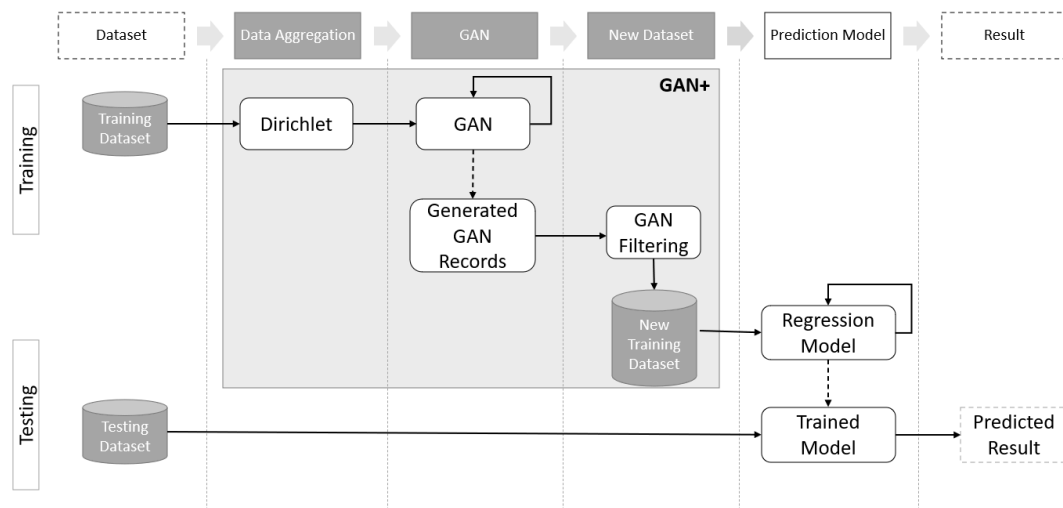 Dataset
Data Aggregation
GAN
New Dataset
Prediction Model
Result
GAN+
Training
Training
Dataset
Dirichlet
GAN
Generated
GAN
Records
GAN
Filtering
New
Training
Dataset
Regression
Model
Testing
Testing
Dataset
Trained
Model
Predicted
Result